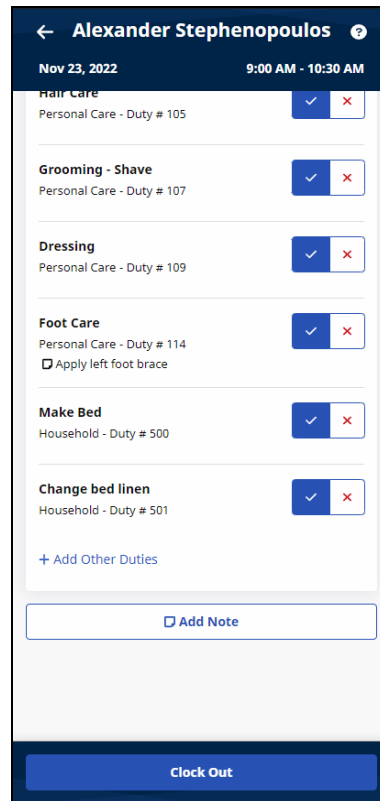 Alexander Stephenopoulos
Nov 23, 2022 9:00 AM - 10:30 AM
Hair Care
Personal Care - Duty # 105
Grooming - Shave
Personal Care - Duty # 107
Dressing
Personal Care - Duty # 109
Foot Care
Personal Care - Duty # 114
Apply left foot brace
Make Bed
Household - Duty # 500
Change bed linen
Household - Duty # 501
+ Add Other Duties
Add Note
Clock Out